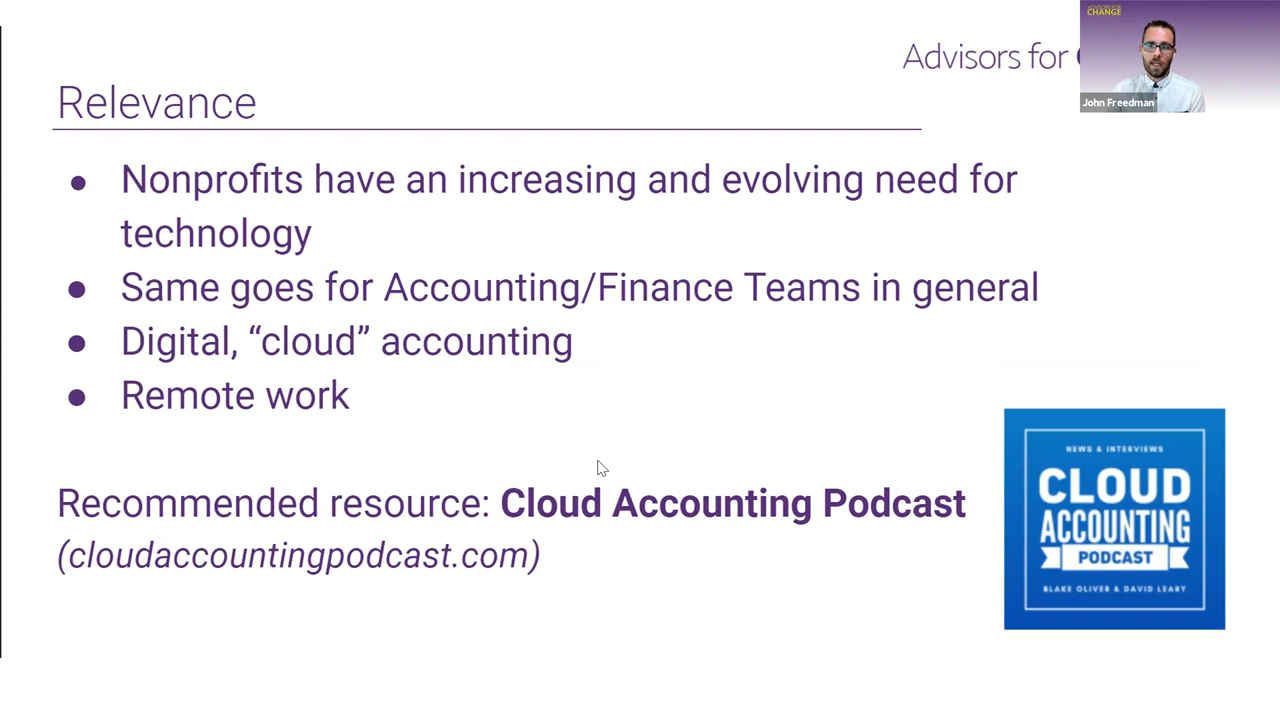 ADVISORS FOR
CHANGE
Advisors for
John Freedman
Relevance
● Nonprofits have an increasing and evolving need for
technology
● Same goes for Accounting/Finance Teams in general
● Digital, “cloud” accounting
● Remote work
Recommended resource: Cloud Accounting Podcast
(cloudaccountingpodcast.com)
NEWS & INTERVIEWS
CLOUD
ACCOUNTING
PODCAST
BLAKE OLIVER & DAVID LEARY